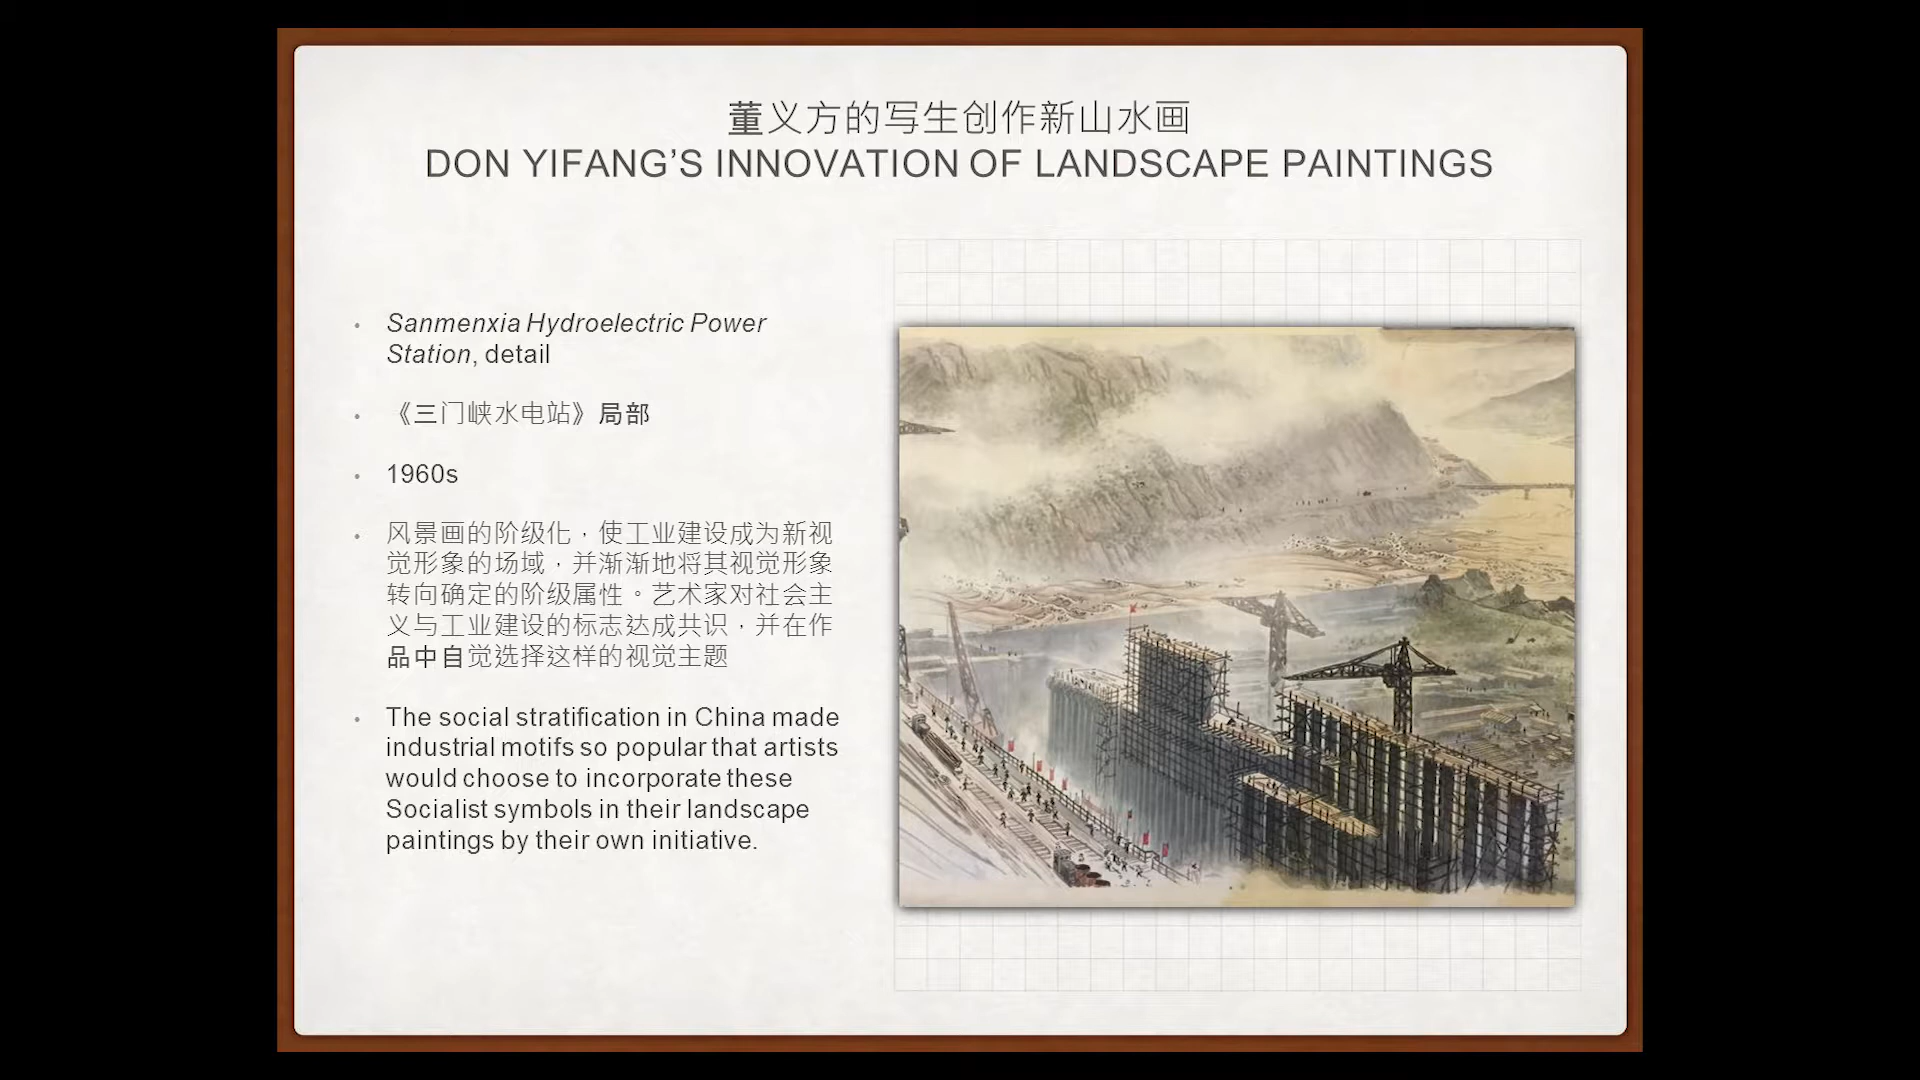 董义方的写生创作新山水画
DON YIFANG’S INNOVATION OF LANDSCAPE PAINTINGS
• Sanmenxia Hydroelectric Power
Station, detail
• 《三门峡水电站》局部
• 1960s
• 风景画的阶级化，使工业建设成为新视
觉形象的场域，并渐渐地将其视觉形象
转向确定的阶级属性。艺术家对社会主
义与工业建设的标志达成共识，并在作
品中自觉选择这样的视觉主题
• The social stratification in China made
industrial motifs so popular that artists
would choose to incorporate these
Socialist symbols in their landscape
paintings by their own initiative.